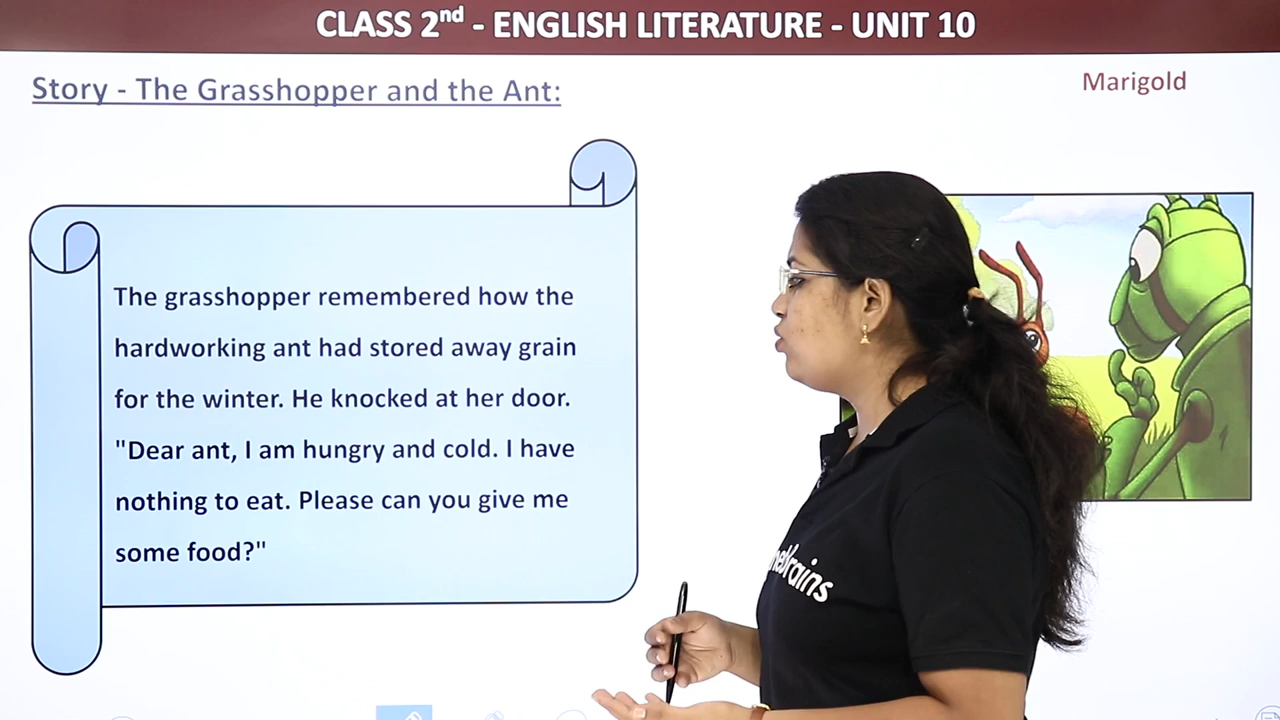 CLASS 2nd - ENGLISH LITERATURE - UNIT 10
Story - The Grasshopper and the Ant:
Marigold
The grasshopper remembered how the
hardworking ant had stored away grain
for the winter. He knocked at her door.
"Dear ant, I am hungry and cold. I have
nothing to eat. Please can you give me
some food?"